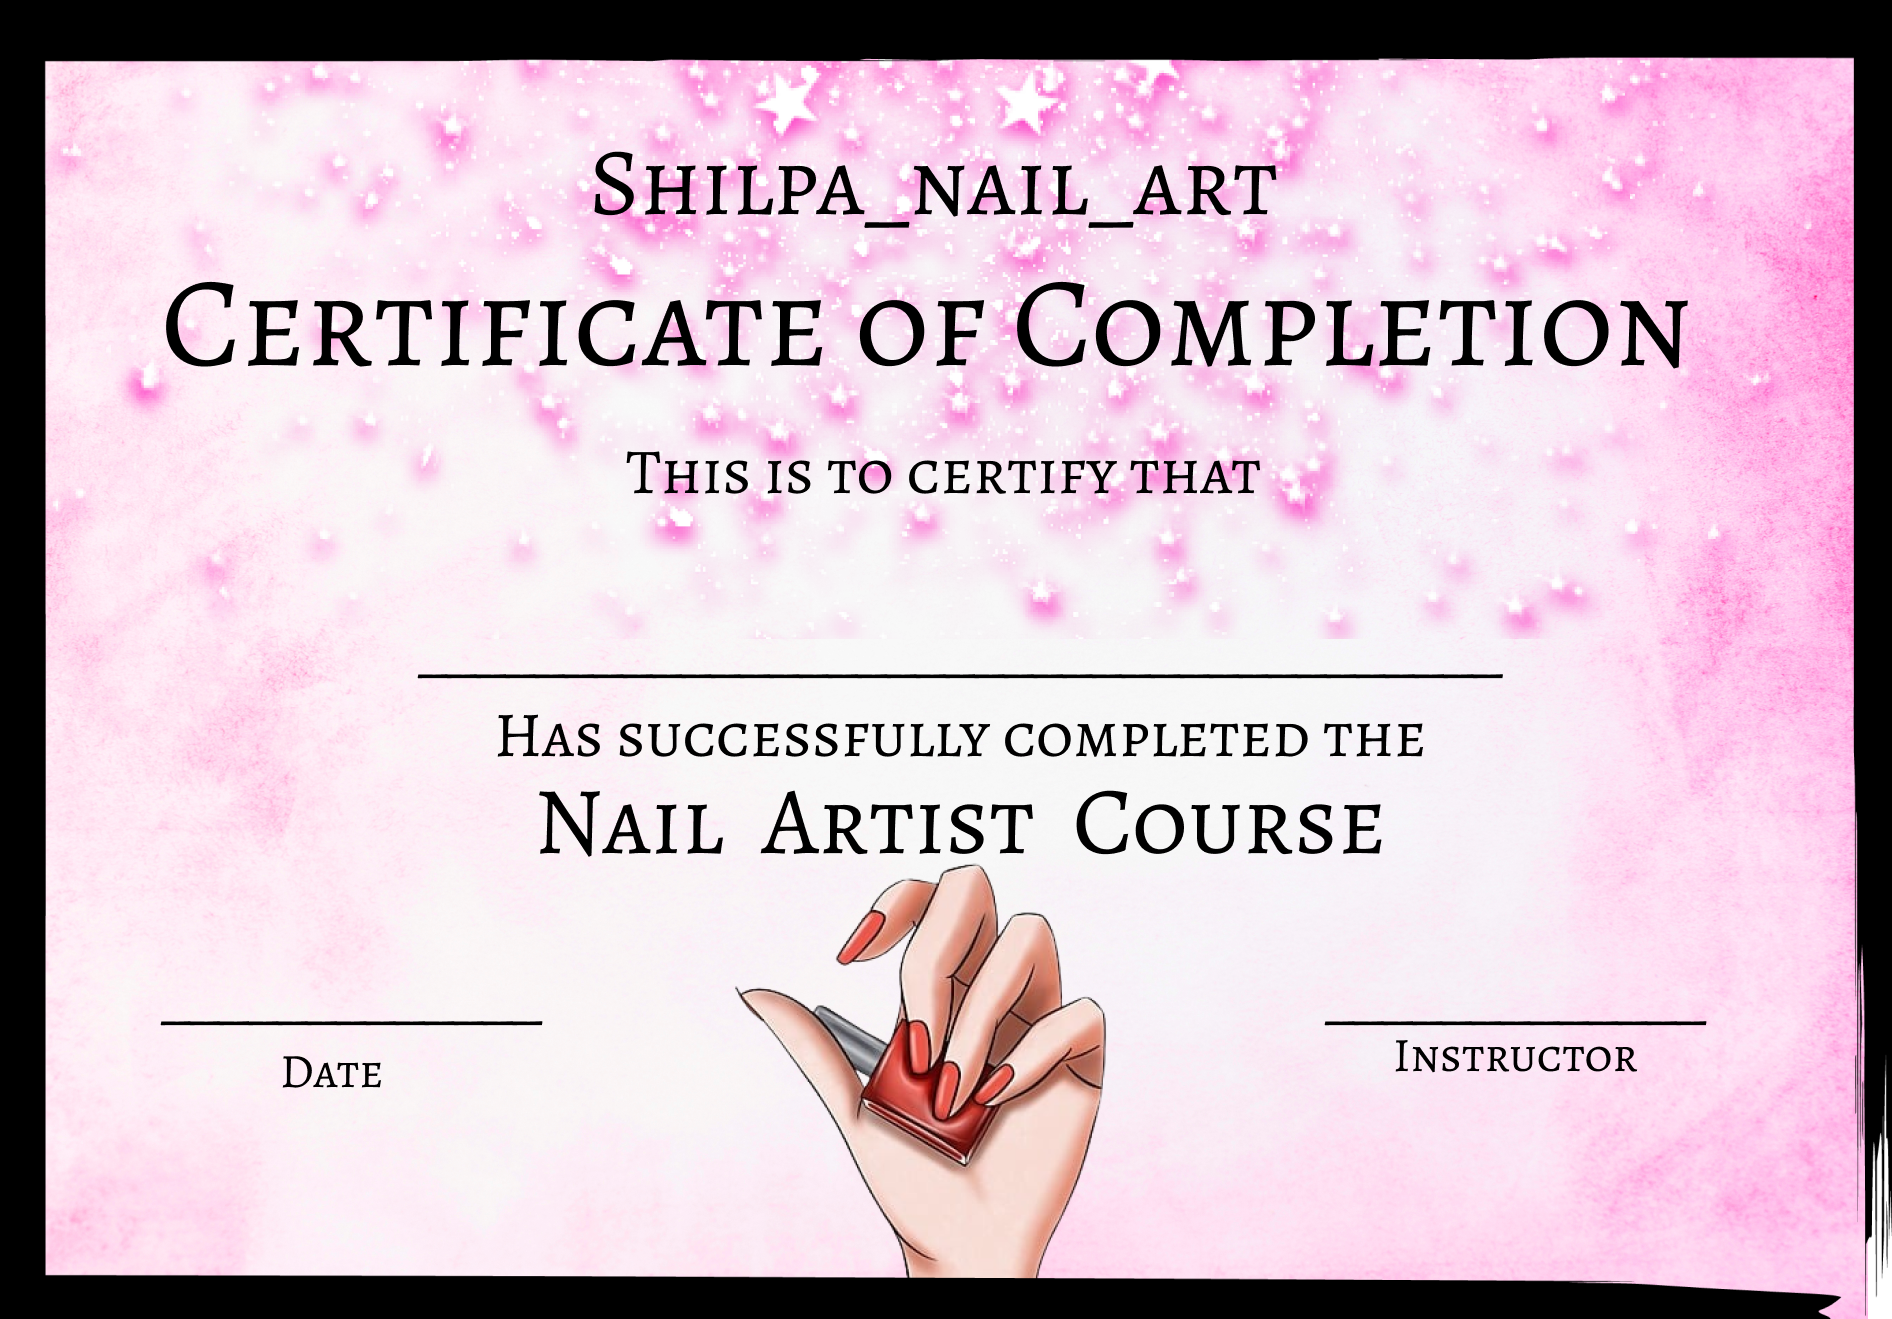 Shilpa_nail_art
Certificate of Completion
This is to certify that
Has successfully completed the
Nail Artist Course
Date
Instructor